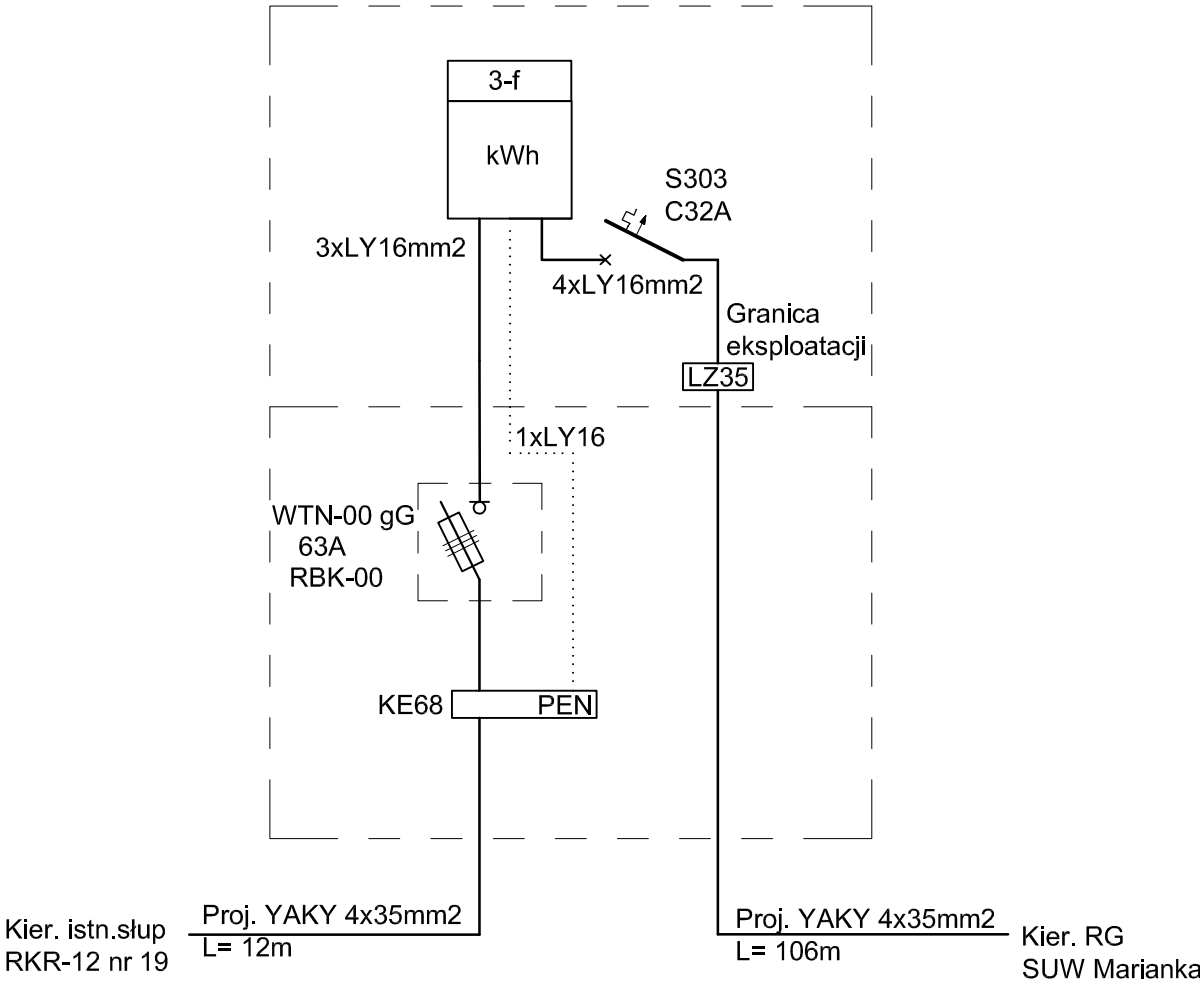 3-f
kWh
S303
C32A
3xLY16mm2
4xLY16mm2
Granica
eksploatacji
LZ35
1xLY16
WTN-00 gG
63A
RBK-00
KE68
PEN
Kier. istn.słup
RKR-12 nr 19
Proj. YAKY 4x35mm2
L= 12m
Proj. YAKY 4x35mm2
L= 106m
Kier. RG
SUW Marianka